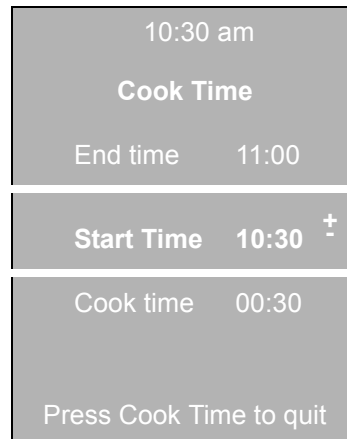 10:30 am
Cook Time
End time 11:00
Start Time 10:30 +
-
Cook time 00:30
Press Cook Time to quit